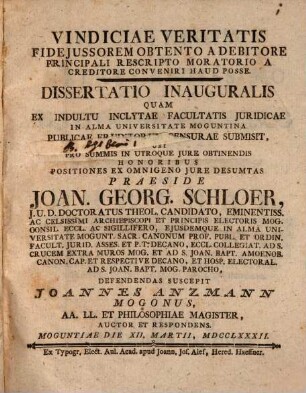 VINDICIAE VERITATIS
FIDEJUSSOREM OBTENTO A DEBITORE
PRINCIPALI RESCRIPTO MORATORIO A
CREDITORE CONVENIRI HAUD POSSE.
DISSERTATIO INAUGURALIS
QUAM
EX INDULTU INCLYTAE FACULTATIS JURIDICAE
IN ALMA UNIVERSITATE MOGUNTINA
PUBLICAE CENSURAE SUBMISIT,
PRO SUMMIS IN UTROQUE JURE OBTINENDIS
HONORIBUS
POSITIONES EX OMNIGENO JURE DESUMTAS
PRAESIDE
JOAN. GEORG. SCHLOER,
J. U. D. DOCTORATUS THEOL. CANDIDATO, EMINENTISS.
AC CELSISSIMI ARCHIEPISCOPI ET PRINCIPIS ELECTORIS MOG.
CONSIL. ECCL. AC SIGILLIFERO, EJUSDEMQUE IN ALMA UNI-
VERSITATE MOGUNT. SACR. CANONUM PROF. PUBL. ET ORDIN.
FACULT. JURID. ASSES. ET P. T. DECANO, ECCL. COLLEGIAT. AD S.
CRUCEM EXTRA MUROS MOG. ET AD S. JOAN. BAPT. AMOENOB.
CANON. CAP. ET RESPECTIVE DECANO, ET HOSP. ELECTORAL.
AD S. JOAN. BAPT. MOG. PAROCHO,
DEFENDENDAS SUSCEPIT
JOANNES ANZMANN
MOGONUS,
AA. LL. ET PHILOSOPHIAE MAGISTER,
AUCTOR ET RESPONDENS.
MOGUNTIAE DIE XII. MARTII, MDCCLXXXII.
Ex Typogr. Elect. Aul. Acad. apud Joann. Jos. Alef, Hered. Haeffner.